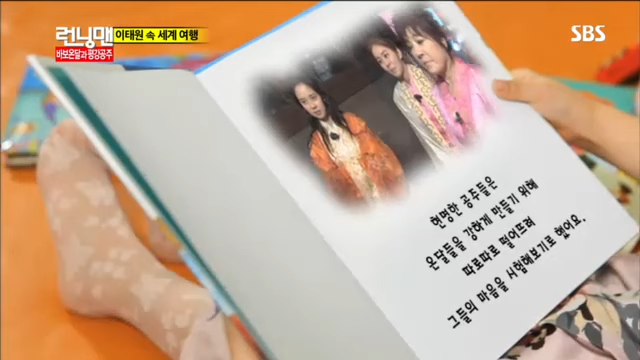 런닝맨
바보온달과 평강공주
이태원 속 세계 여행
SBS
현명한 공주들은
온달들을 강하게 만들기 위해
따로따로 떨어뜨려
그들의 마음을 시험해보기로 했어요.